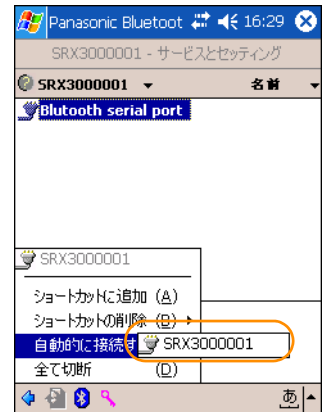 Panasonic Bluetoot 16:29
SRX3000001 - サービスとセッティング
SRX3000001 名前
Blutooth serial port
SRX3000001
ショートカットに追加 (A)
ショートカットの削除 (B)
自動的に接続す SRX3000001
全て切断 (D)
あ